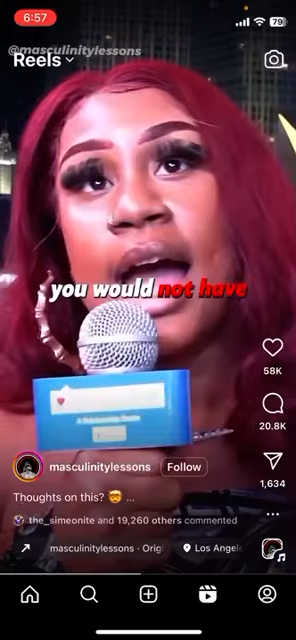 6:57
79
@masculinitylessons
Reels
you would not have
58K
20.8K
1,634
masculinitylessons
Follow
Thoughts on this? 🤯 ...
the_simeonite and 19,260 others commented
masculinitylessons · Orig
Los Angele